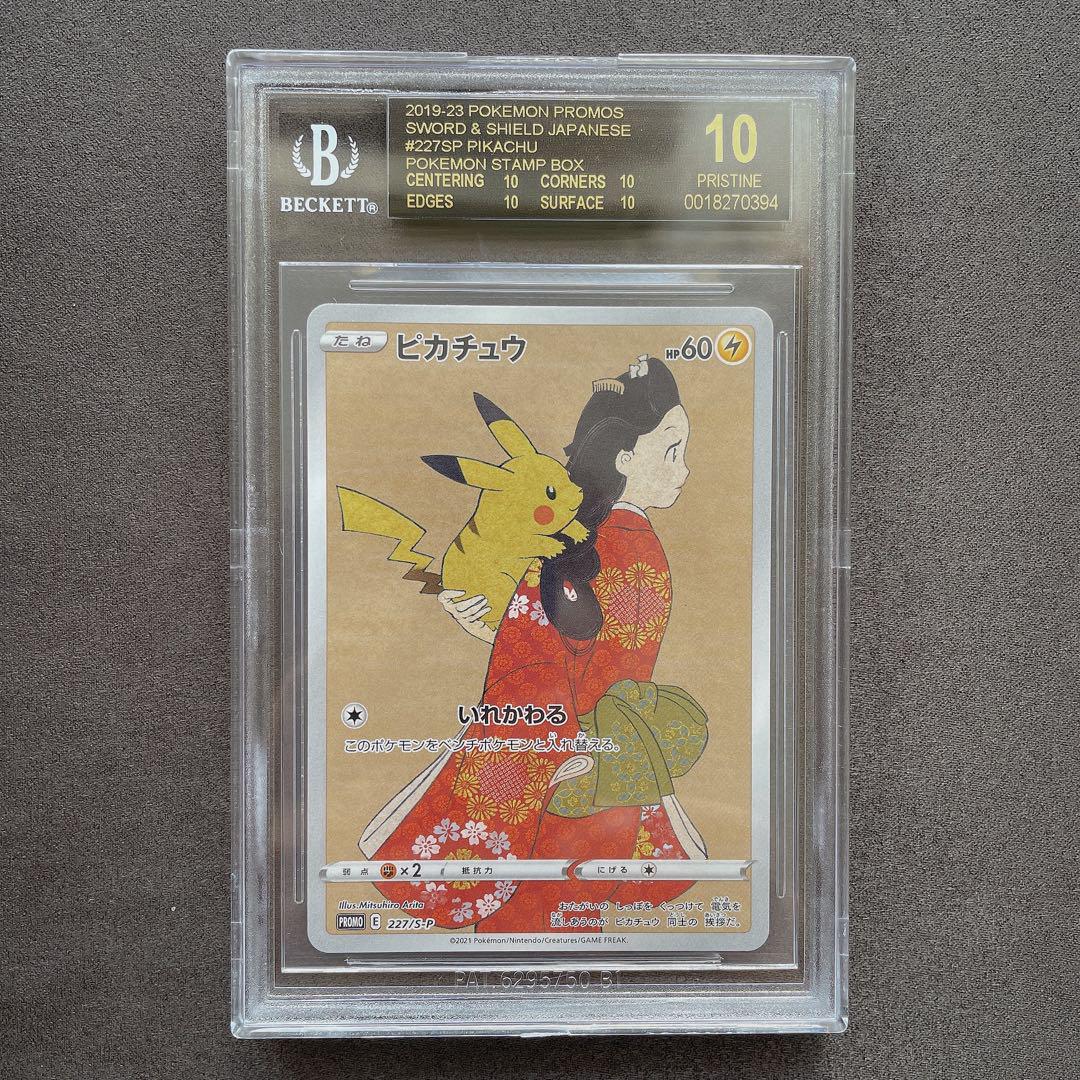 B
BECKETT®
2019-23 POKEMON PROMOS
SWORD & SHIELD JAPANESE
#227SP PIKACHU
POKEMON STAMP BOX
CENTERING 10 CORNERS 10
EDGES 10 SURFACE 10
10
PRISTINE
0018270394
たね ピカチュウ HP60
いれかわる
このポケモンをベンチポケモンと入れ替える。
弱点 ×2 抵抗力 にげる
Illus. Mitsuhiro Arita
PROMO E 227/S-P
おたがいの しっぽを くっつけて 電気を
流しあうのが ピカチュウ 同士の 挨拶だ。
©2021 Pokémon/Nintendo/Creatures/GAME FREAK.
PAT. 6295750 B1